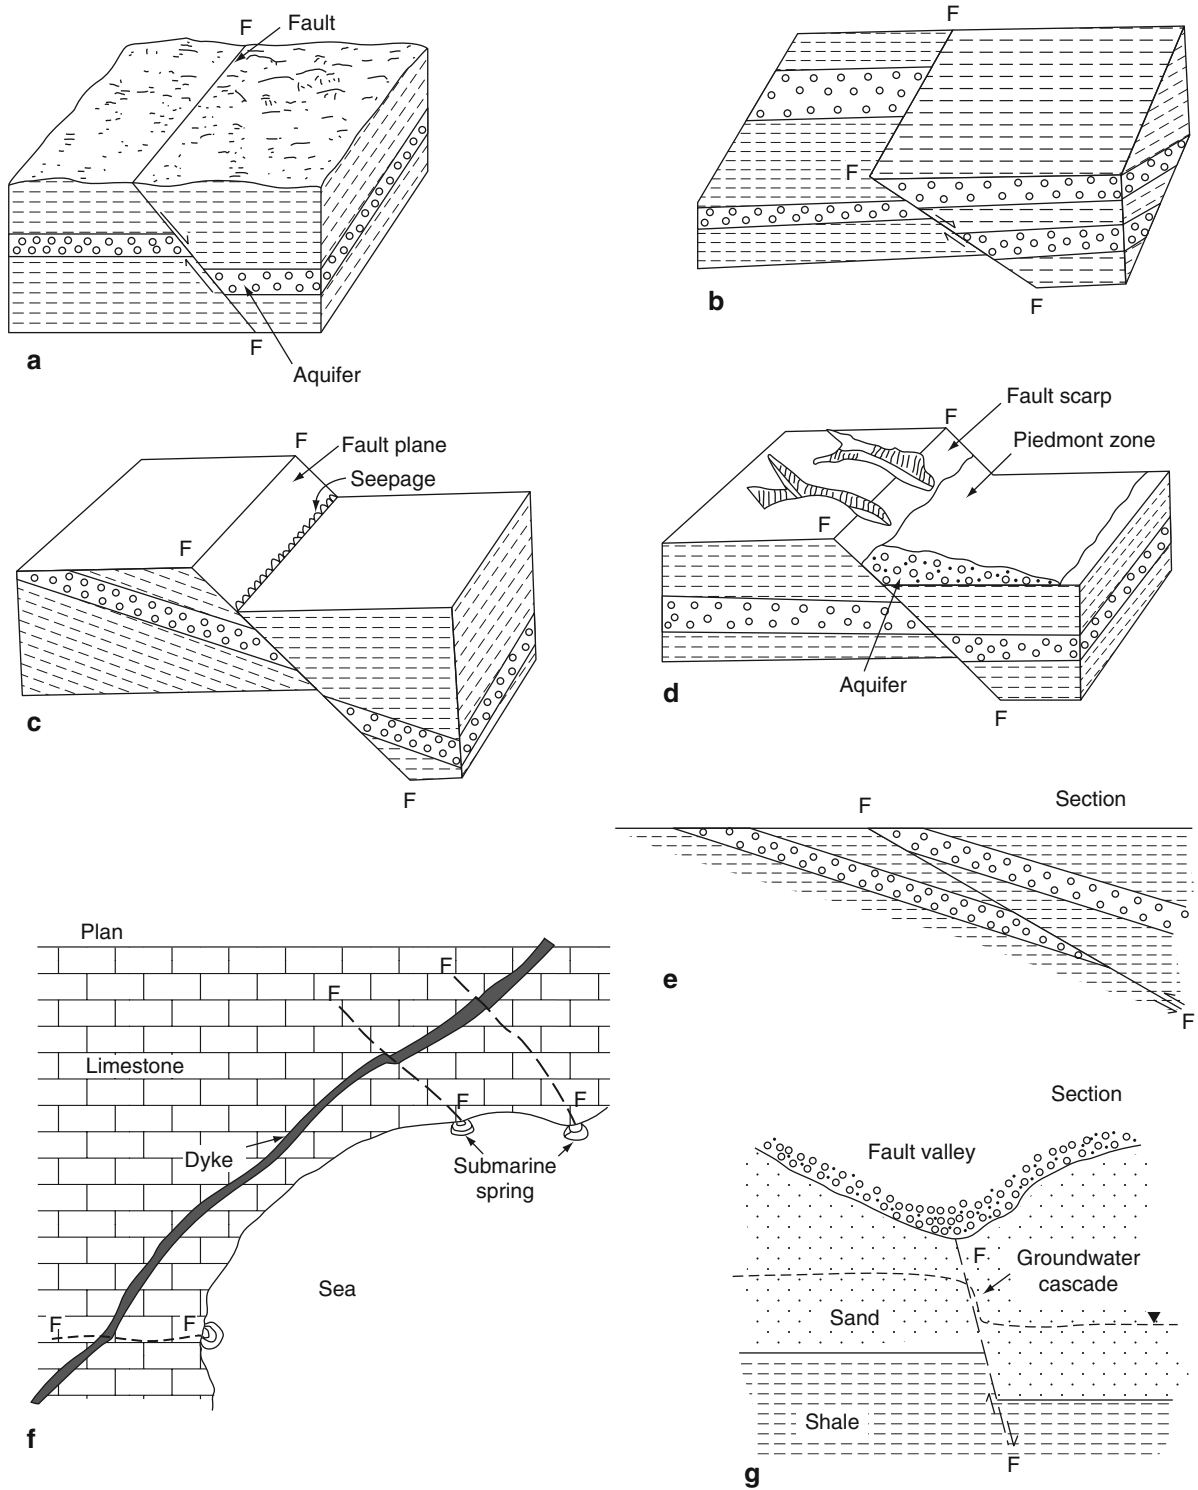 F
Fault
F
Aquifer
a
F
F
F
b
F
Fault plane
Seepage
F
F
c
Fault scarp
F
Piedmont zone
F
Aquifer
F
d
Section
F
F
e
Plan
F
F
Limestone
F
F
Dyke
Submarine
spring
Sea
F
F
f
Section
Fault valley
F
Groundwater
cascade
Sand
Shale
F
g